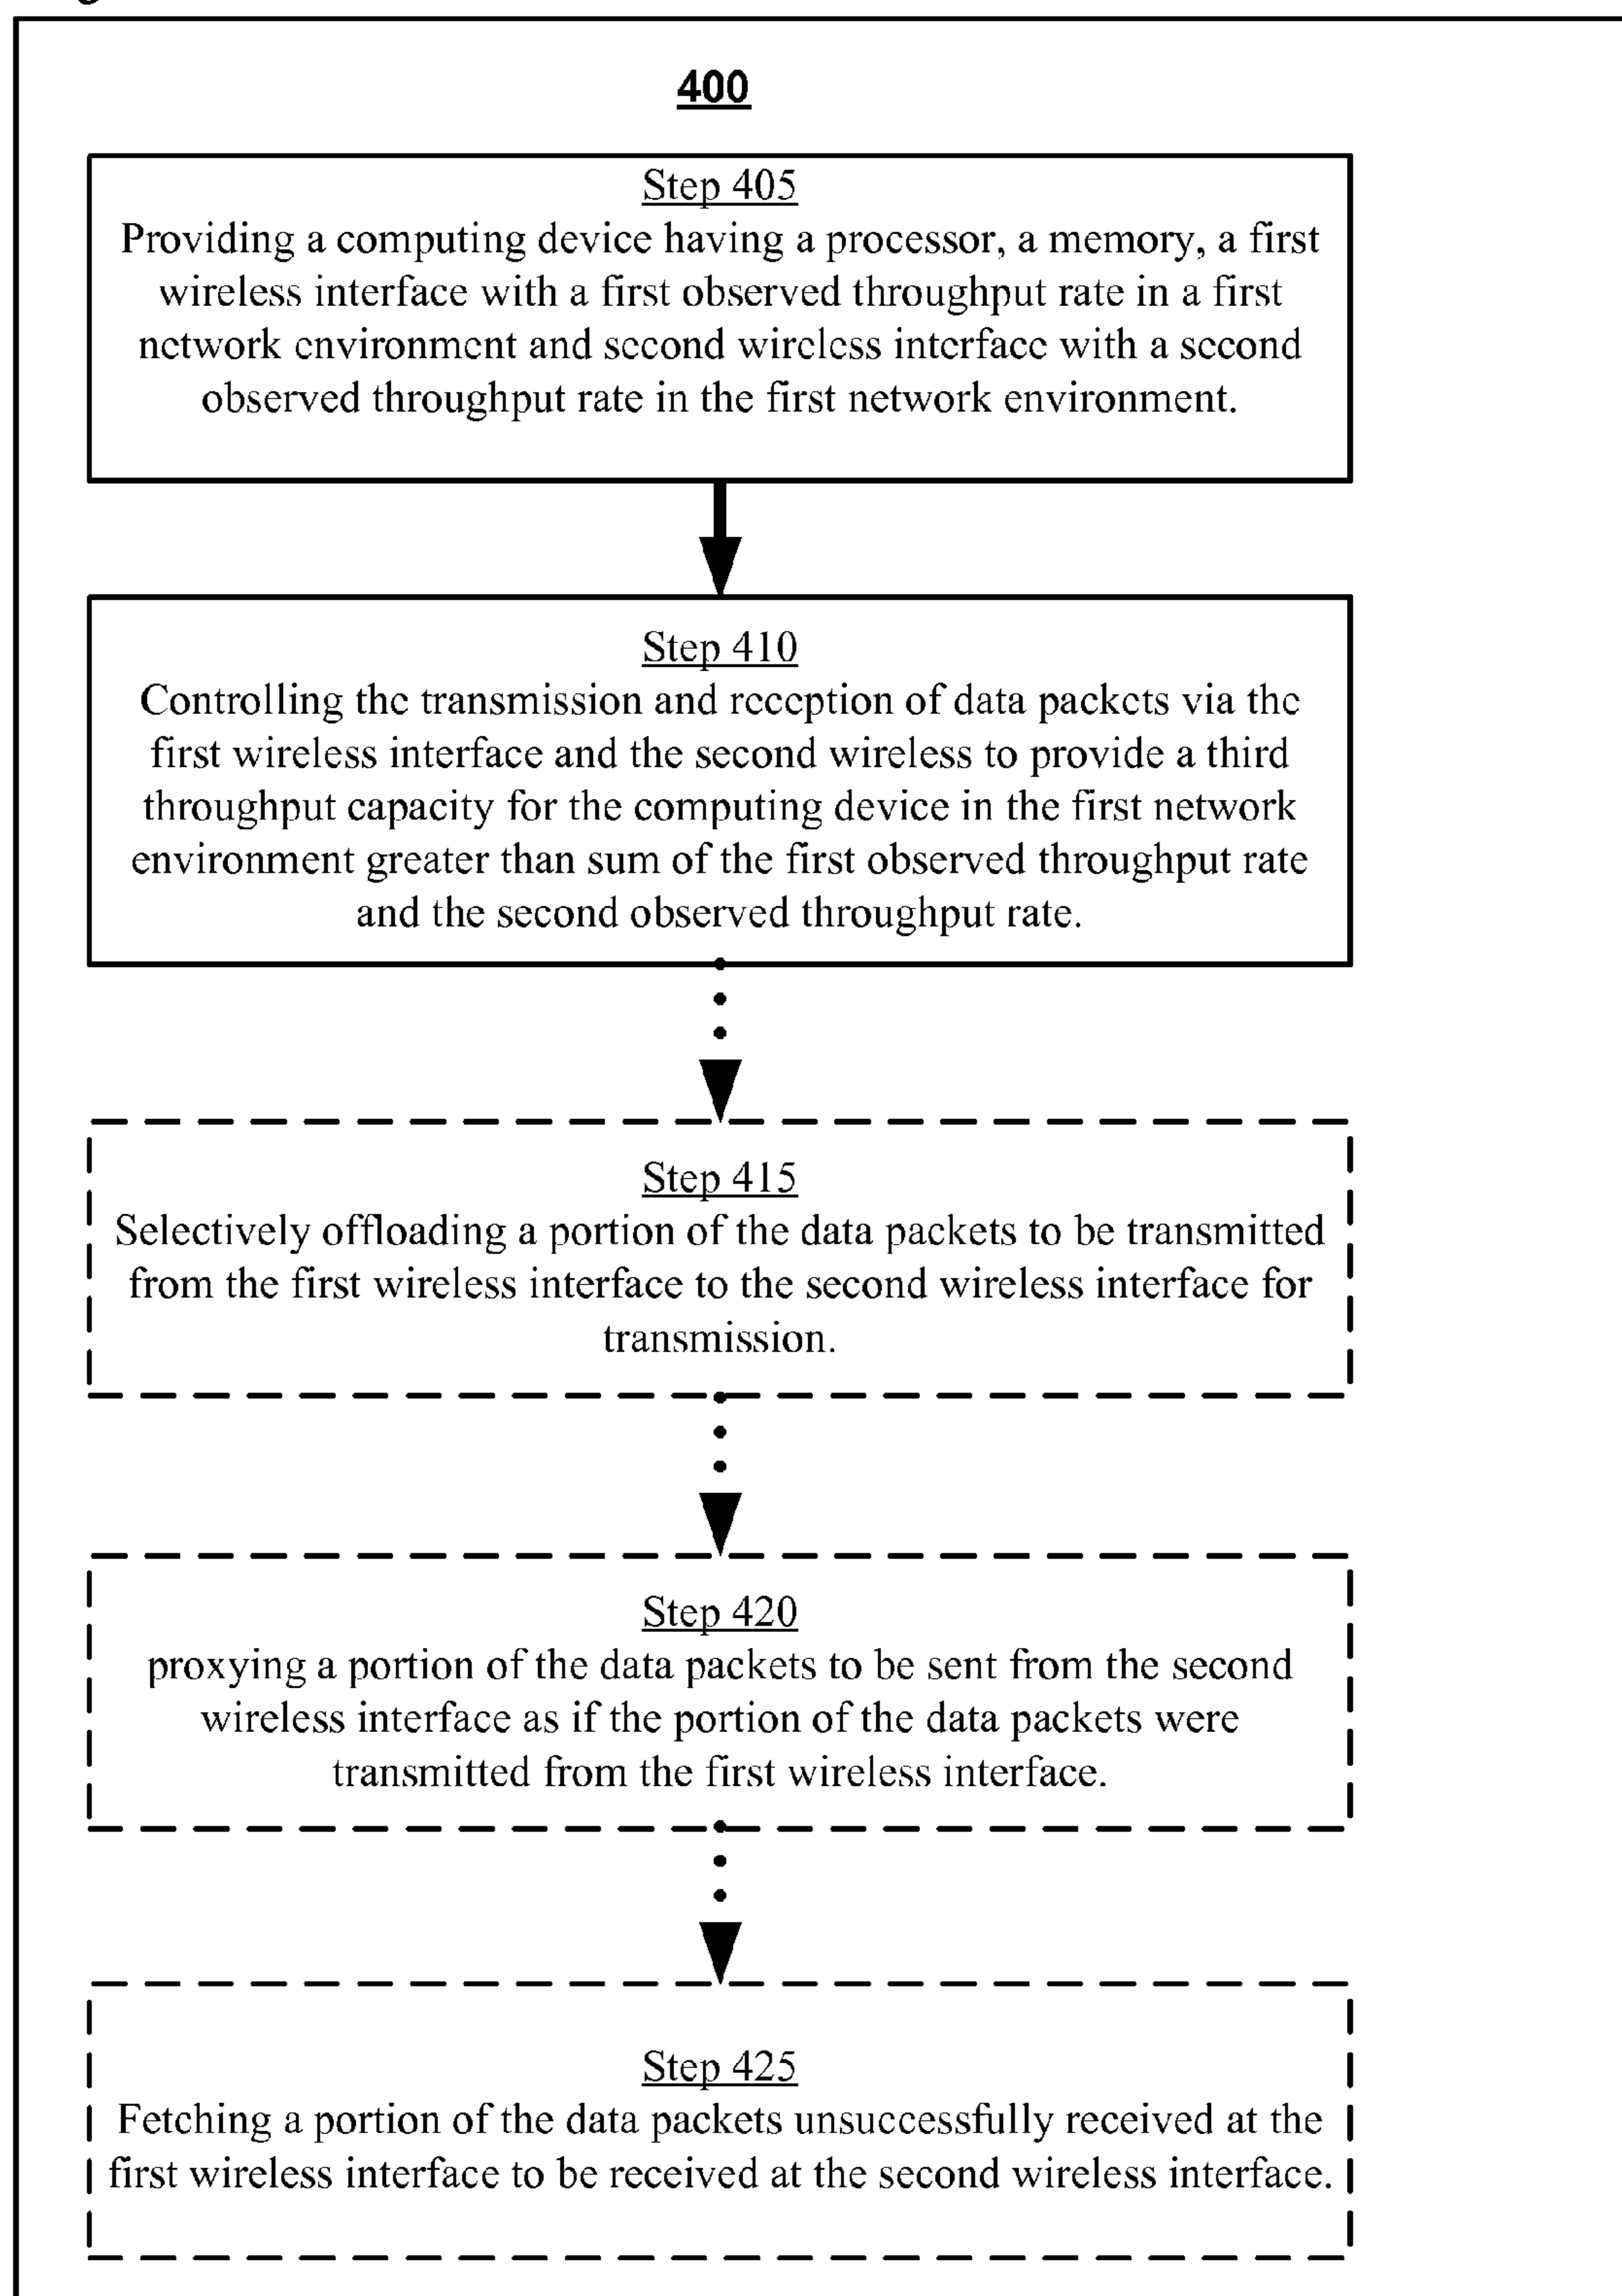 400
Step 405
Providing a computing device having a processor, a memory, a first
wireless interface with a first observed throughput rate in a first
network environment and second wireless interface with a second
observed throughput rate in the first network environment.
Step 410
Controlling the transmission and reception of data packets via the
first wireless interface and the second wireless to provide a third
throughput capacity for the computing device in the first network
environment greater than sum of the first observed throughput rate
and the second observed throughput rate.
Step 415
Selectively offloading a portion of the data packets to be transmitted
from the first wireless interface to the second wireless interface for
transmission.
Step 420
proxying a portion of the data packets to be sent from the second
wireless interface as if the portion of the data packets were
transmitted from the first wireless interface.
Step 425
Fetching a portion of the data packets unsuccessfully received at the
first wireless interface to be received at the second wireless interface.